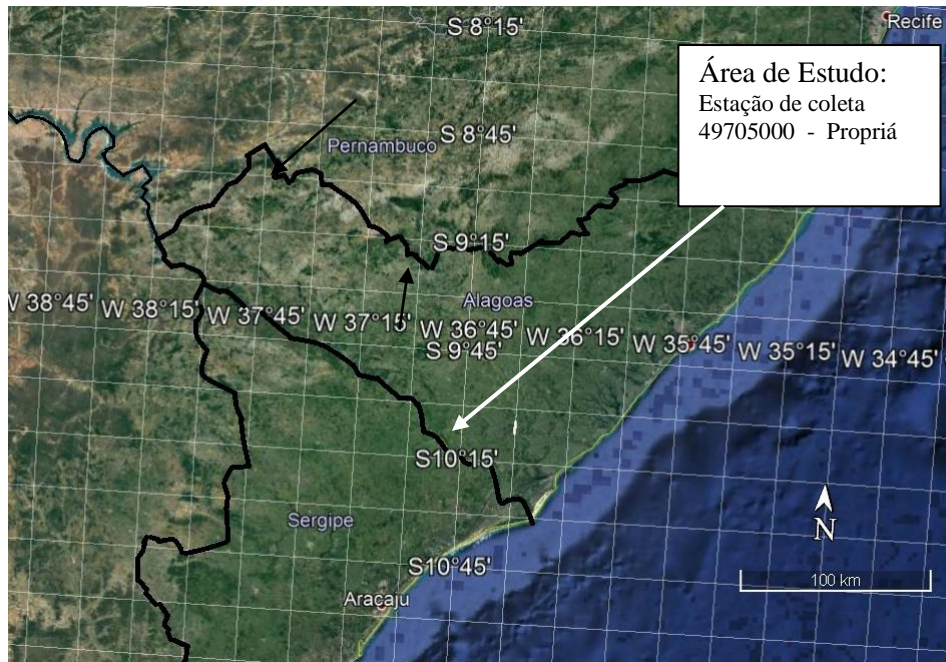 S 8°15'
Recife
Área de Estudo:
Estação de coleta
49705000 - Propriá
Pernambuco
S 8°45'
S 9°15'
Alagoas
W 38°45' W 38°15' W 37°45' W 37°15' W 36°45' W 36°15' W 35°45' W 35°15' W 34°45'
S 9°45'
S10°15'
Sergipe
N
S10°45'
100 km
Araçaju